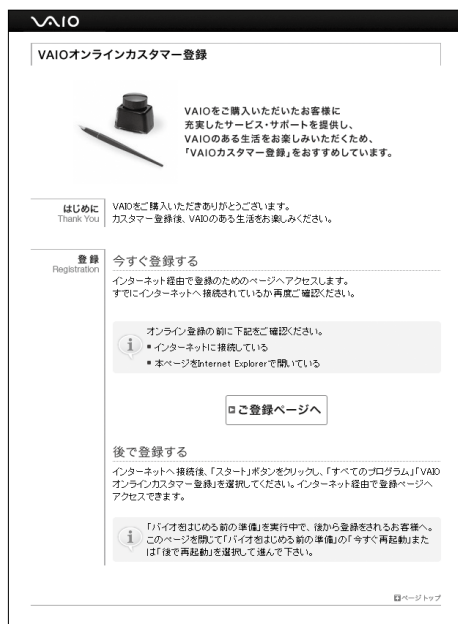 VAIO
VAIOオンラインカスタマー登録
VAIOをご購入いただいたお客様に
充実したサービス・サポートを提供し、
VAIOのある生活をお楽しみいただくため、
「VAIOカスタマー登録」をおすすめしています。
はじめに
Thank You
VAIOをご購入いただきありがとうございます。
カスタマー登録後、VAIOのある生活をお楽しみください。
登録
Registration
今すぐ登録する
インターネット経由で登録のためのページへアクセスします。
すでにインターネットへ接続されているか再度ご確認ください。
オンライン登録の前に下記をご確認ください。
■ インターネットに接続している
■ 本ページをInternet Explorerで開いている
ご登録ページへ
後で登録する
インターネットへ接続後、「スタート」ボタンをクリックし、「すべてのプログラム」「VAIO
オンラインカスタマー登録」を選択してください。インターネット経由で登録ページへ
アクセスできます。
「バイオをはじめる前の準備」を実行中で、後から登録をされるお客様へ。
このページを閉じて「バイオをはじめる前の準備」の「今すぐ再起動」また
は「後で再起動」を選択して進んで下さい。
ページトップ